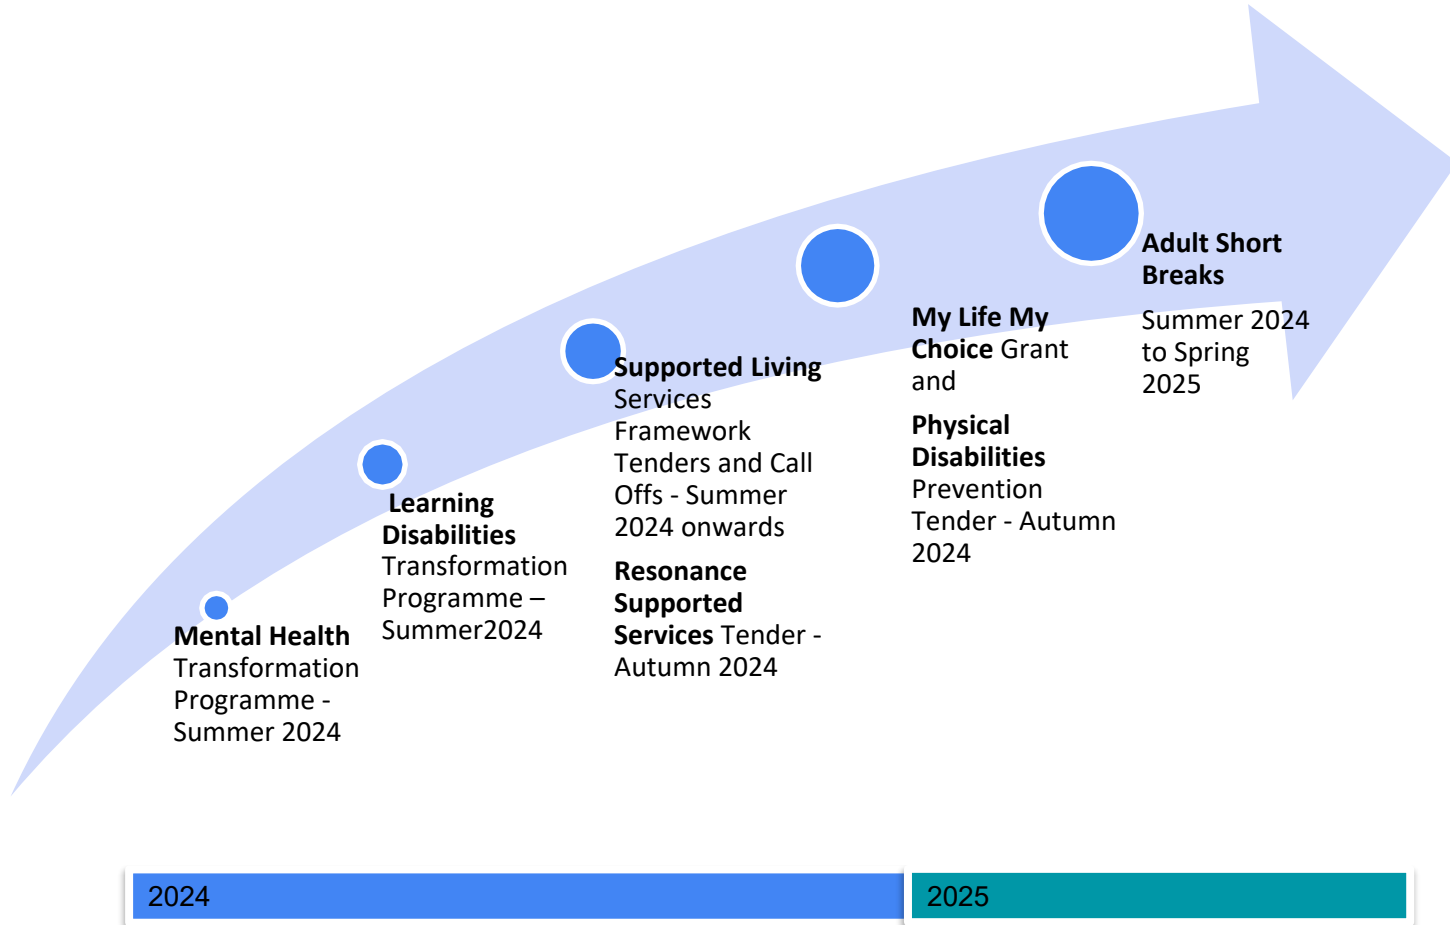 Mental Health
Transformation
Programme -
Summer 2024
Learning
Disabilities
Transformation
Programme –
Summer2024
Supported Living
Services
Framework
Tenders and Call
Offs - Summer
2024 onwards
Resonance
Supported
Services Tender -
Autumn 2024
My Life My
Choice Grant
and
Physical
Disabilities
Prevention
Tender - Autumn
2024
Adult Short
Breaks
Summer 2024
to Spring
2025
2024
2025